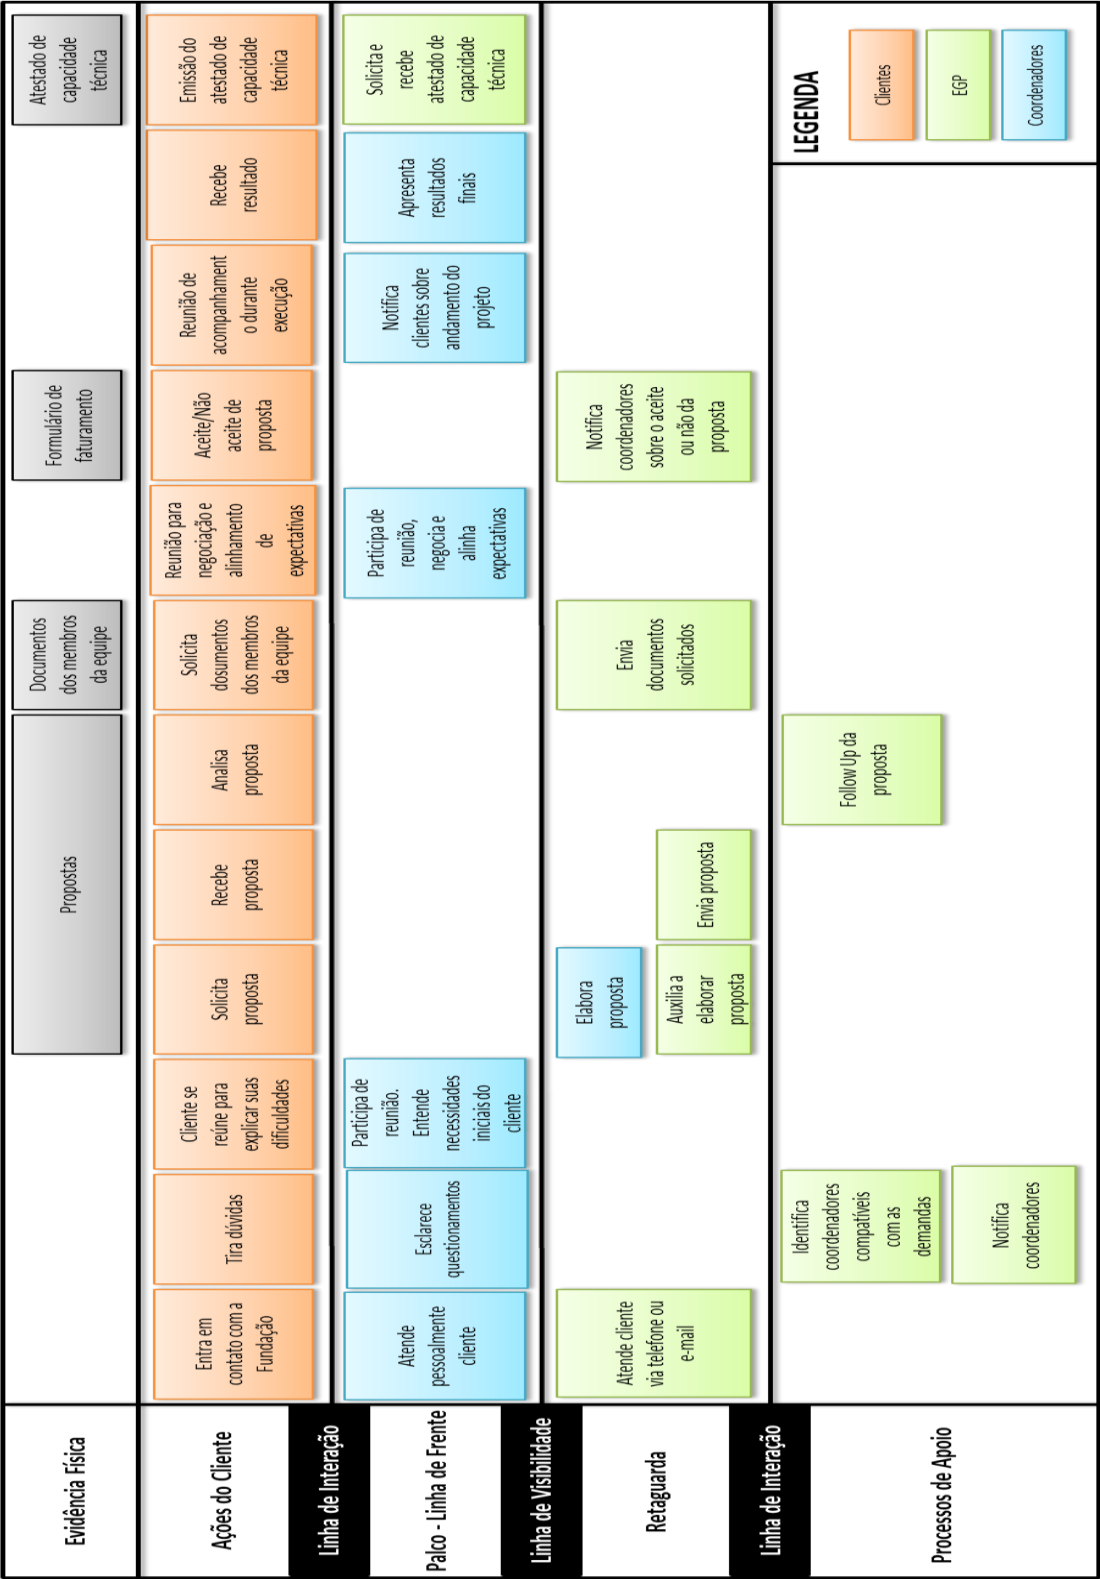 Evidência Física
Propostas
Documentos
dos membros
da equipe
Formulário de
faturamento
Atestado de
capacidade
técnica
Ações do Cliente
Entra em
contato com a
Fundação
Tira dúvidas
Cliente se
reúne para
explicar suas
dificuldades
Solicita
proposta
Recebe
proposta
Analisa
proposta
Solicita
dosumentos
dos membros
da equipe
Reunião para
negociação e
alinhamento
de
expectativas
Aceite/Não
aceite de
proposta
Reunião de
acompanhament
o durante
execução
Recebe
resultado
Emissão do
atestado de
capacidade
técnica
Linha de Interação
Palco - Linha de Frente
Atende
pessoalmente
cliente
Esclarece
questionamentos
Participa de
reunião.
Entende
necessidades
iniciais do
cliente
Participa de
reunião,
negocia e
alinha
expectativas
Notifica
clientes sobre
andamento do
projeto
Apresenta
resultados
finais
Solicita e
recebe
atestado de
capacidade
técnica
Linha de Visibilidade
Retaguarda
Atende cliente
via telefone ou
e-mail
Elabora
proposta
Auxilia a
elaborar
proposta
Envia proposta
Envia
documentos
solicitados
Notifica
coordenadores
sobre o aceite
ou não da
proposta
Linha de Interação
Processos de Apoio
Identifica
coordenadores
compatíveis
com as
demandas
Notifica
coordenadores
Follow Up da
proposta
LEGENDA
Clientes
EGP
Coordenadores